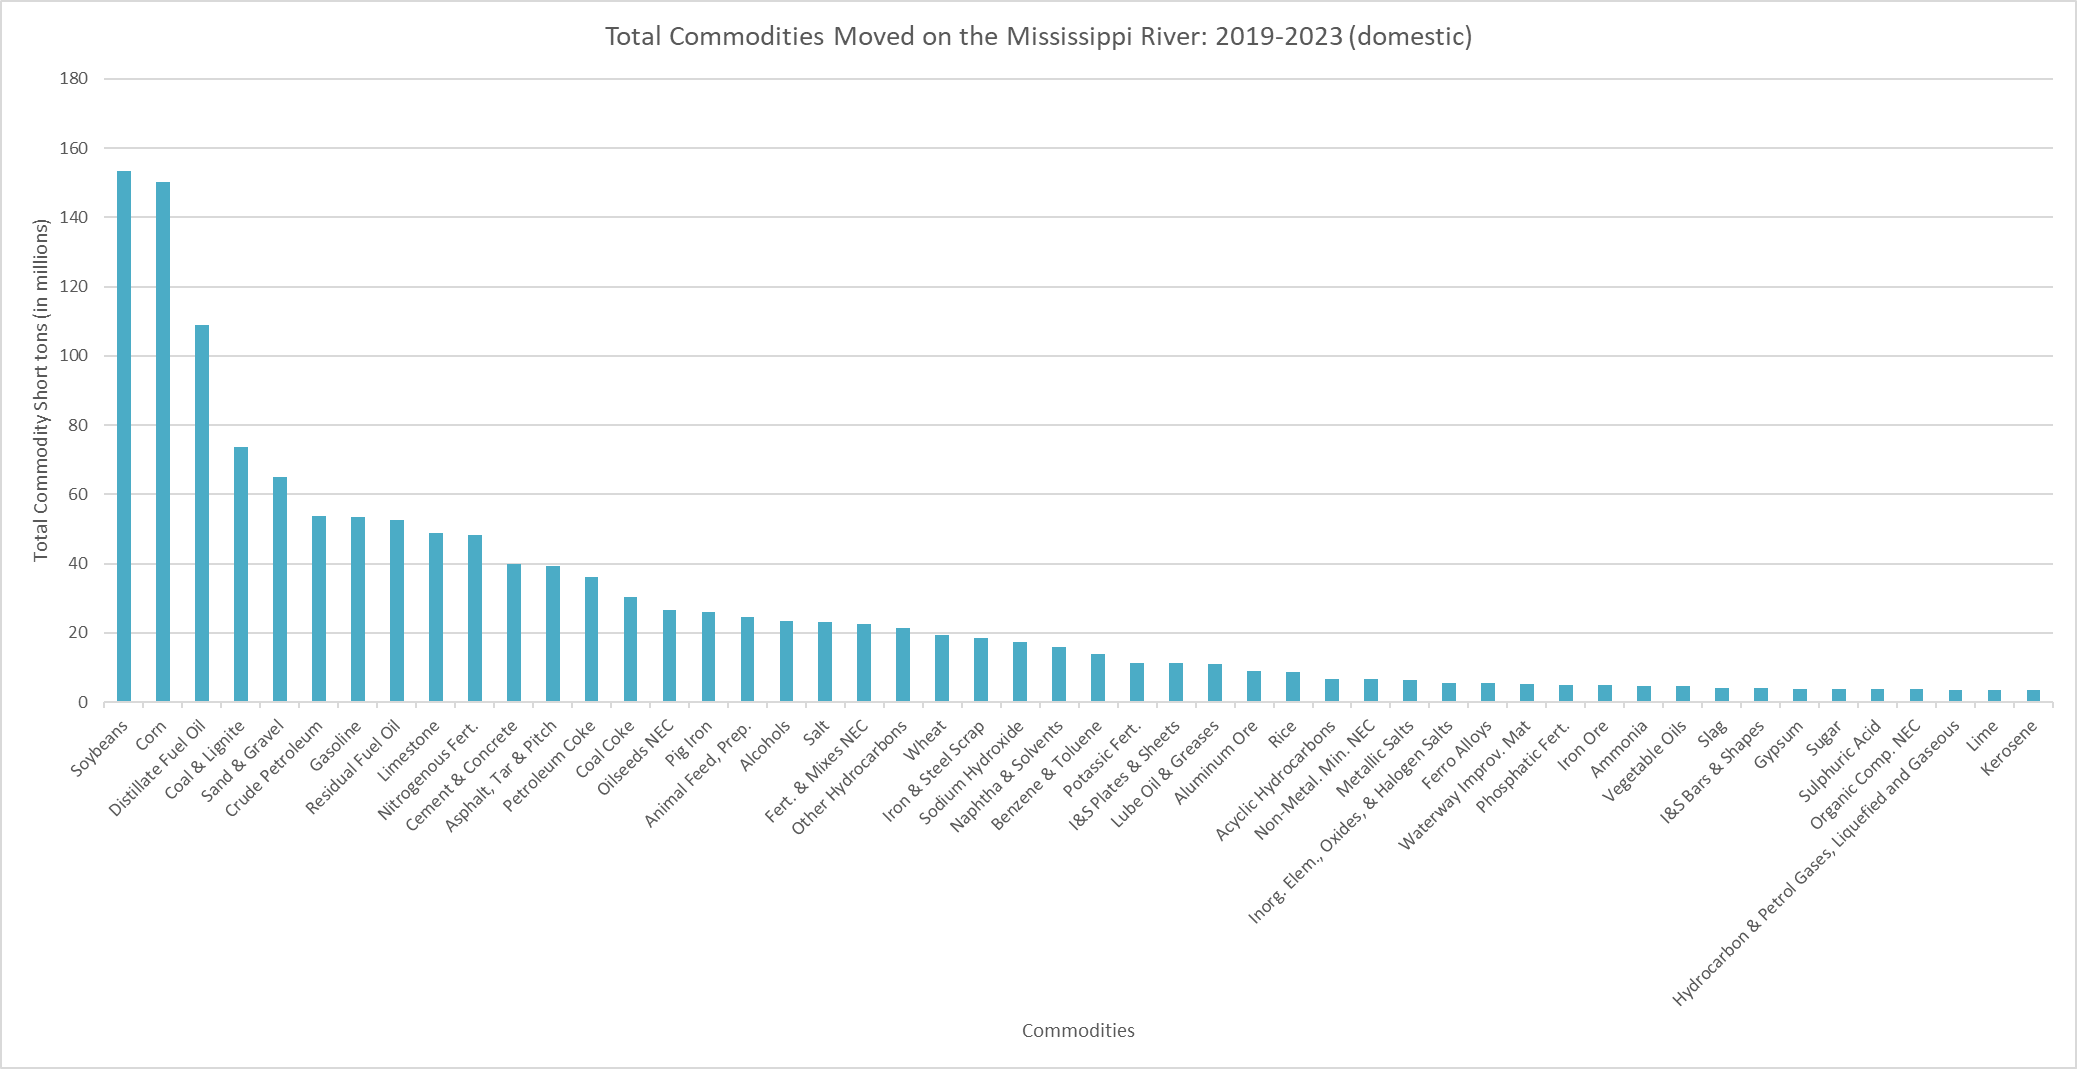 Total Commodities Moved on the Mississippi River: 2019-2023 (domestic)
Total Commodity Short tons (in millions)
180
160
140
120
100
80
60
40
20
0
Soybeans
Corn
Distillate Fuel Oil
Coal & Lignite
Sand & Gravel
Crude Petroleum
Gasoline
Residual Fuel Oil
Limestone
Nitrogenous Fert.
Cement & Concrete
Asphalt, Tar & Pitch
Petroleum Coke
Coal Coke
Oilseeds NEC
Pig Iron
Animal Feed, Prep.
Alcohols
Salt
Fert. & Mixes NEC
Other Hydrocarbons
Wheat
Iron & Steel Scrap
Sodium Hydroxide
Naphtha & Solvents
Benzene & Toluene
Potassic Fert.
I&S Plates & Sheets
Lube Oil & Greases
Aluminum Ore
Rice
Acyclic Hydrocarbons
Non-Metal. Min. NEC
Metallic Salts
Inorg. Elem., Oxides, & Halogen Salts
Ferro Alloys
Waterway Improv. Mat
Phosphatic Fert.
Iron Ore
Ammonia
Vegetable Oils
Slag
I&S Bars & Shapes
Gypsum
Sugar
Sulphuric Acid
Organic Comp. NEC
Hydrocarbon & Petrol Gases, Liquefied and Gaseous
Lime
Kerosene
Commodities